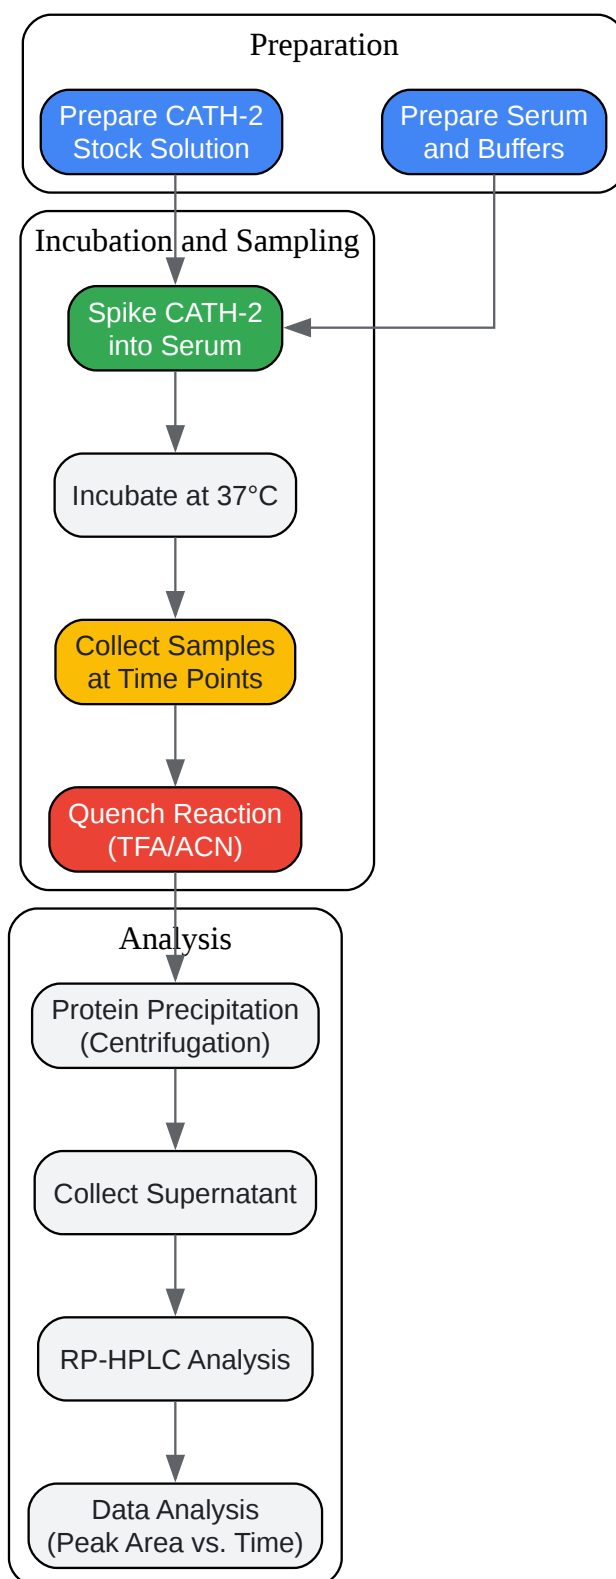 Preparation
Prepare CATH-2
Stock Solution
Prepare Serum
and Buffers
Incubation and Sampling
Spike CATH-2
into Serum
Incubate at 37°C
Collect Samples
at Time Points
Quench Reaction
(TFA/ACN)
Analysis
Protein Precipitation
(Centrifugation)
Collect Supernatant
RP-HPLC Analysis
Data Analysis
(Peak Area vs. Time)